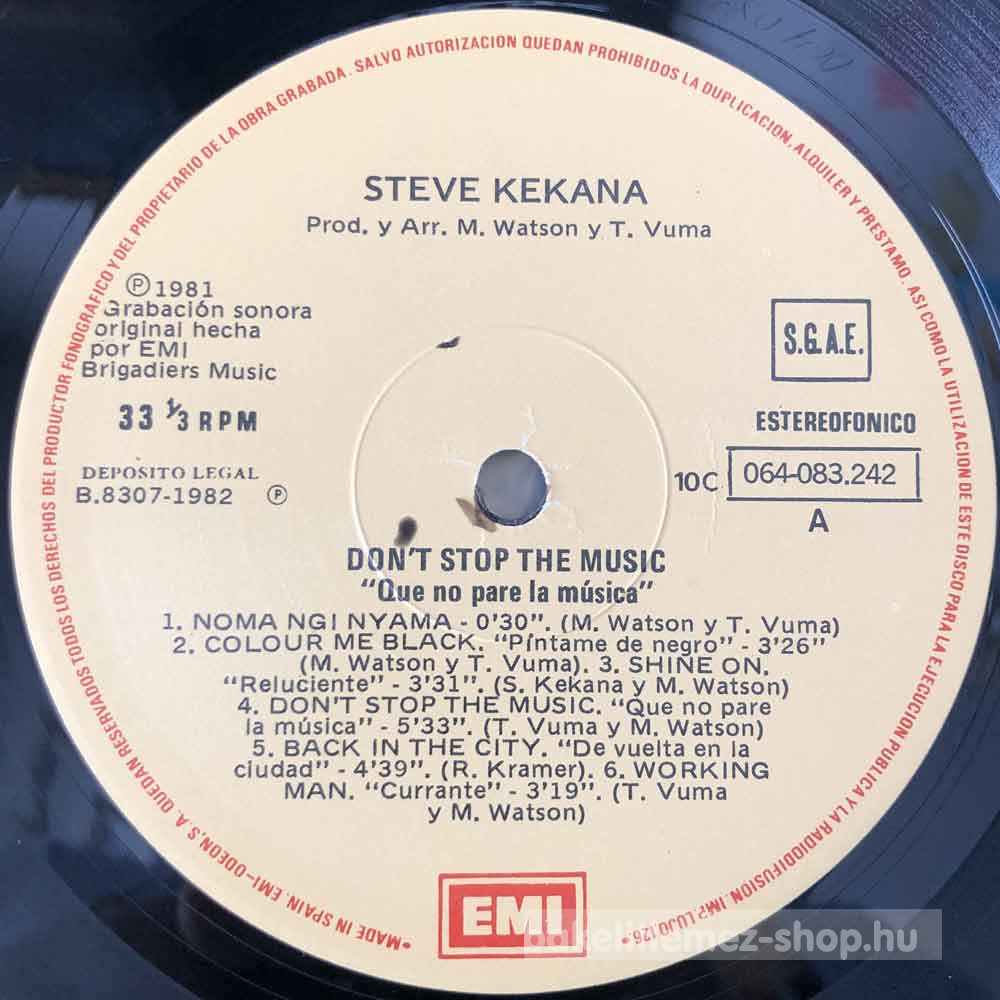 STEVE KEKANA
Prod. y Arr. M. Watson y T. Vuma
Ⓟ 1981
Grabación sonora
original hecha
por EMI
Brigadiers Music
33 1/3 RPM
DEPOSITO LEGAL
B.8307-1982 Ⓟ
S.G.A.E.
ESTEREOFONICO
10C 064-083.242
A
DON'T STOP THE MUSIC
"Que no pare la música"
1. NOMA NGI NYAMA - 0'30". (M. Watson y T. Vuma)
2. COLOUR ME BLACK. "Píntame de negro" - 3'26"
(M. Watson y T. Vuma). 3. SHINE ON.
"Reluciente" - 3'31". (S. Kekana y M. Watson)
4. DON'T STOP THE MUSIC. "Que no pare
la música" - 5'33". (T. Vuma y M. Watson)
5. BACK IN THE CITY. "De vuelta en la
ciudad" - 4'39". (R. Kramer). 6. WORKING
MAN. "Currante" - 3'19". (T. Vuma
y M. Watson)
EMI
•MADE IN SPAIN. EMI-ODEON, S.A. QUEDAN RESERVADOS TODOS LOS DERECHOS DEL PRODUCTOR FONOGRAFICO Y DEL PROPIETARIO DE LA OBRA GRABADA. SALVO AUTORIZACION QUEDAN PROHIBIDOS LA DUPLICACION, ALQUILER Y PRESTAMO. ASI COMO LA UTILIZACION DE ESTE DISCO PARA LA EJECUCION PUBLICA Y LA RADIODIFUSION.
bakelitlemez-shop.hu